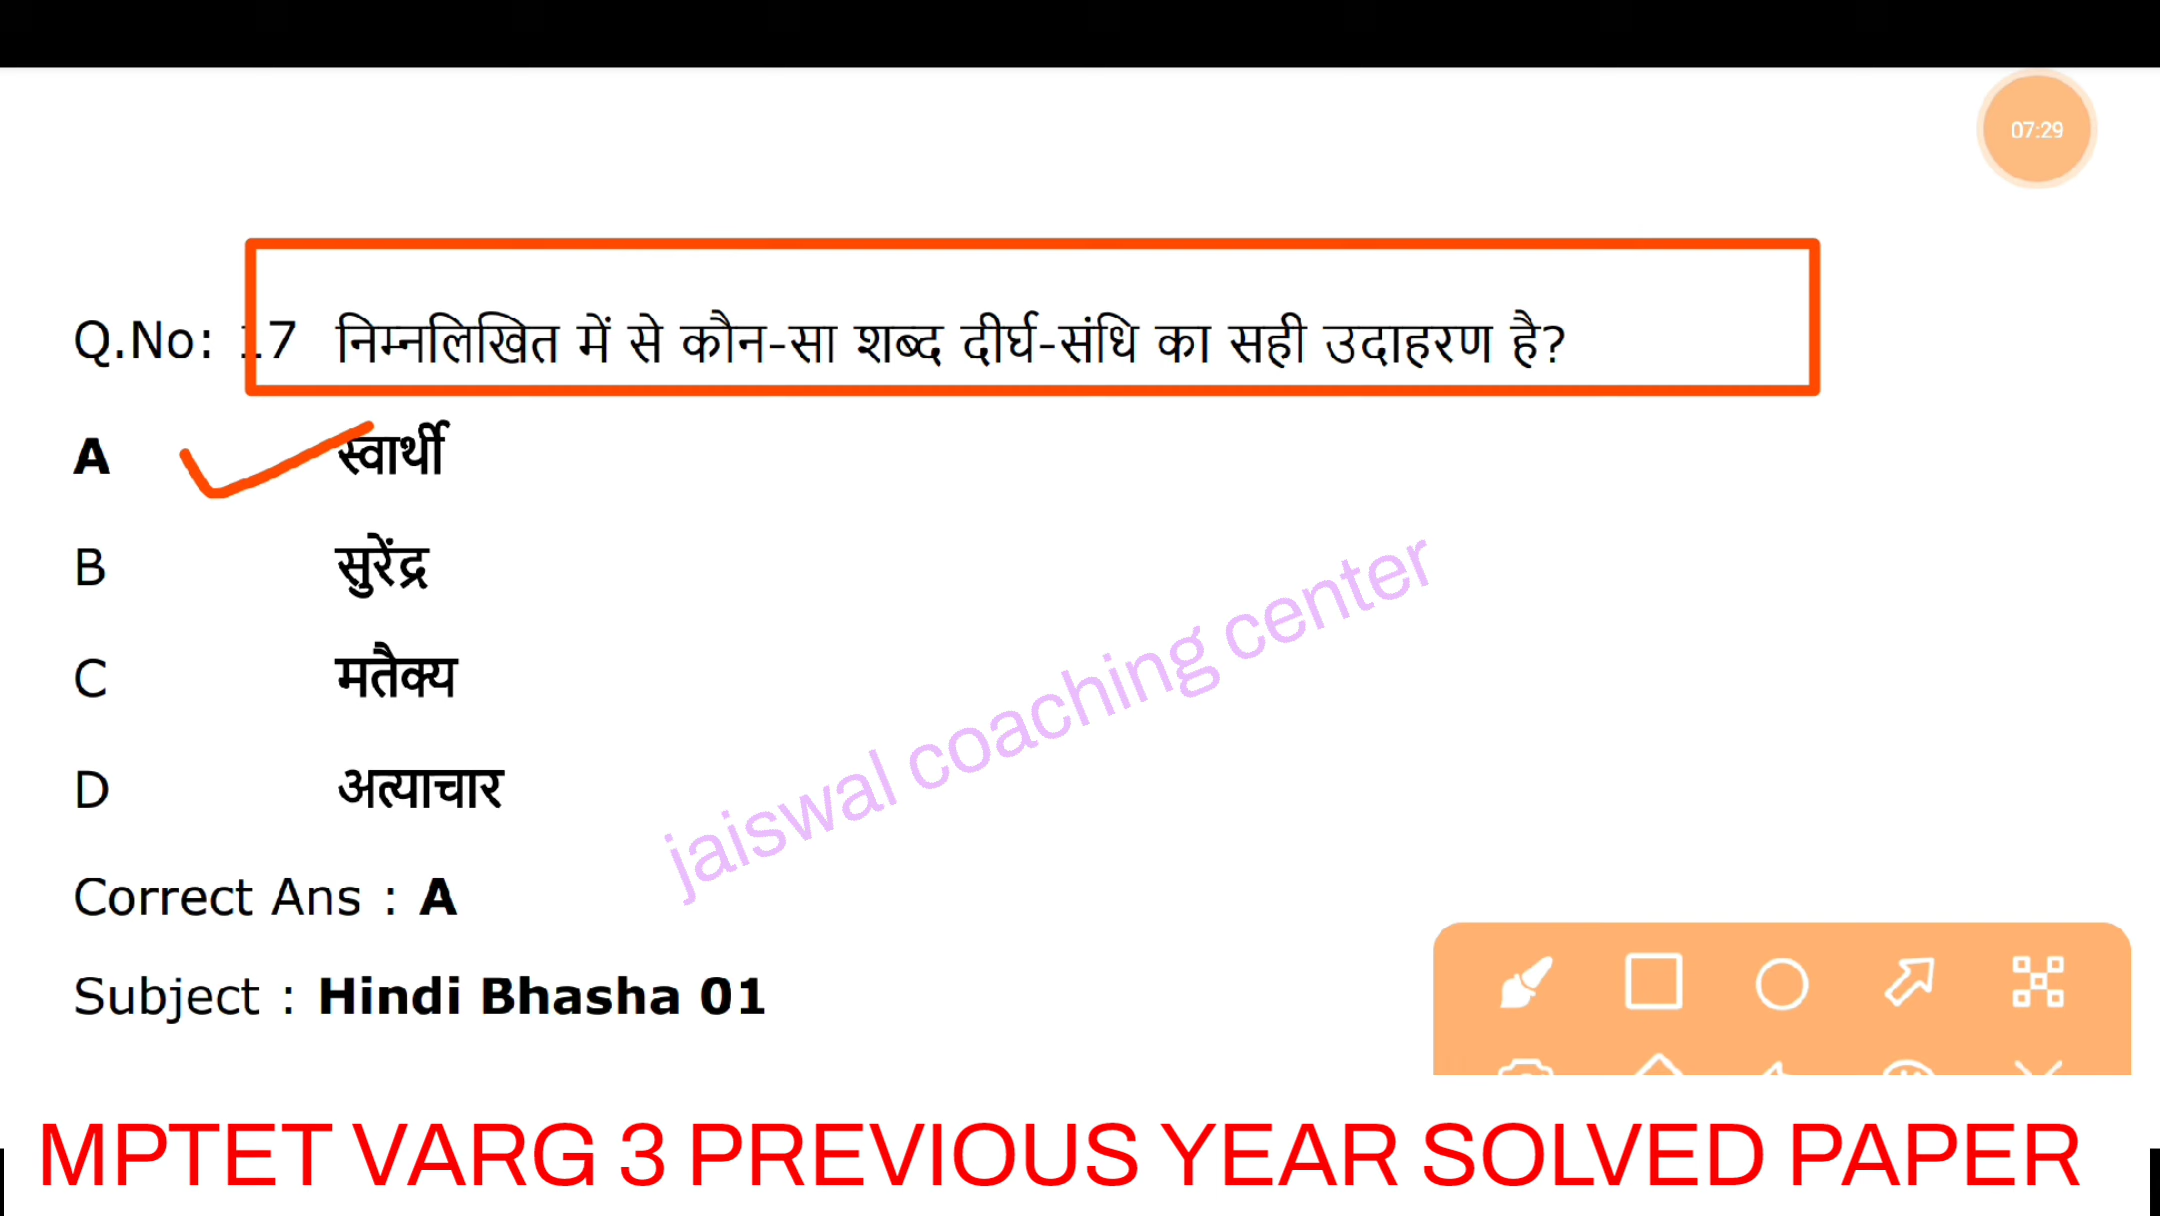 07:29
Q.No: 17 निम्नलिखित में से कौन-सा शब्द दीर्घ-संधि का सही उदाहरण है?
A स्वार्थी
B सुरेंद्र
C मतैक्य
D अत्याचार
jaiswal coaching center
Correct Ans : A
Subject : Hindi Bhasha 01
MPTET VARG 3 PREVIOUS YEAR SOLVED PAPER